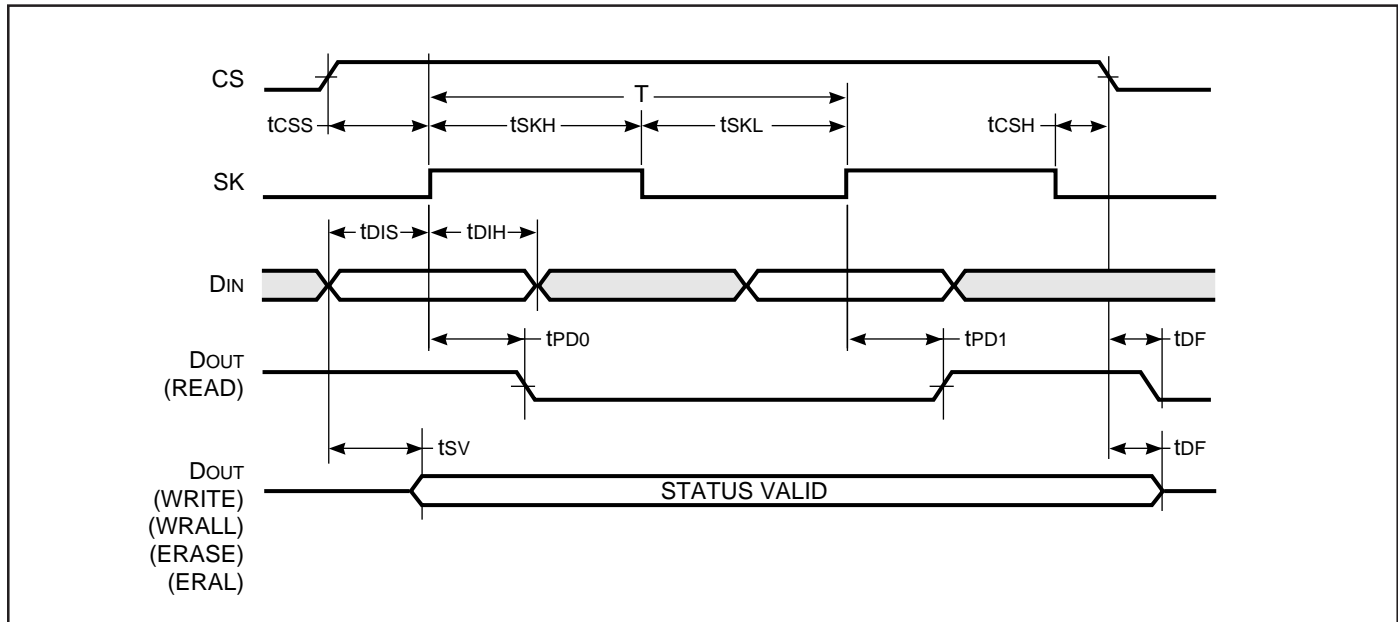 CS
T
tCSS
tSKH
tSKL
tCSH
SK
tDIS
tDIH
DIN
tPD0
tPD1
tDF
DOUT
(READ)
tSV
tDF
DOUT
(WRITE)
(WRALL)
(ERASE)
(ERAL)
STATUS VALID